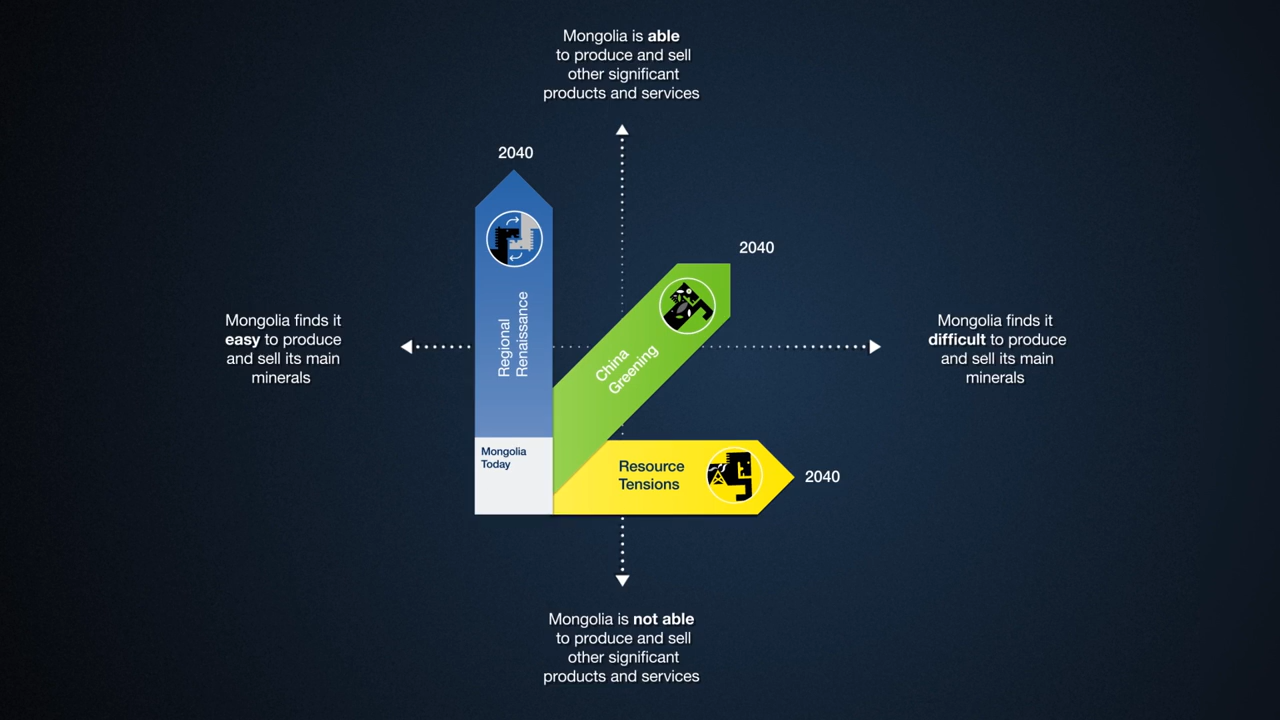 Mongolia is able
to produce and sell
other significant
products and services
2040
2040
Mongolia finds it
easy to produce
and sell its main
minerals
Regional
Renaissance
China
Greening
Mongolia finds it
difficult to produce
and sell its main
minerals
Mongolia
Today
Resource
Tensions
2040
Mongolia is not able
to produce and sell
other significant
products and services